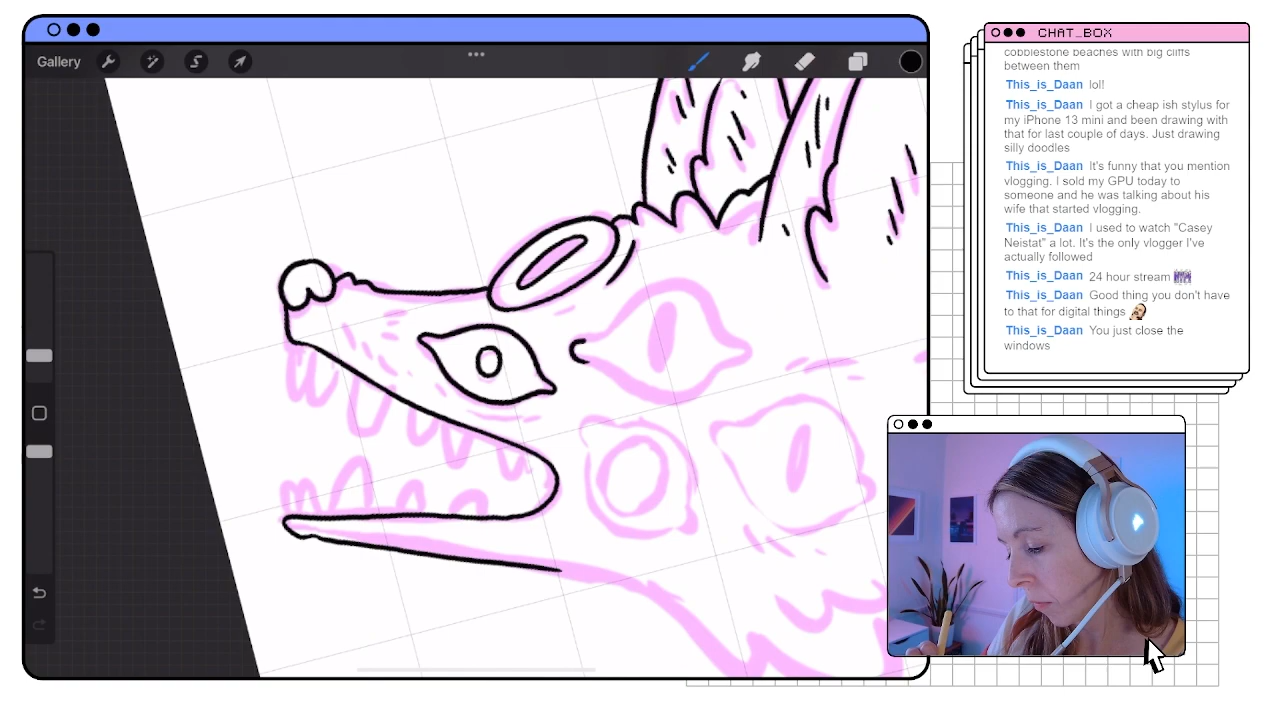 Gallery
CHAT_BOX
cobblestone beaches with big cliffs
between them
This_is_Daan lol!
This_is_Daan I got a cheap ish stylus for
my iPhone 13 mini and been drawing with
that for last couple of days. Just drawing
silly doodles
This_is_Daan It's funny that you mention
vlogging. I sold my GPU today to
someone and he was talking about his
wife that started vlogging.
This_is_Daan I used to watch "Casey
Neistat" a lot. It's the only vlogger I've
actually followed
This_is_Daan 24 hour stream
This_is_Daan Good thing you don't have
to that for digital things
This_is_Daan You just close the
windows